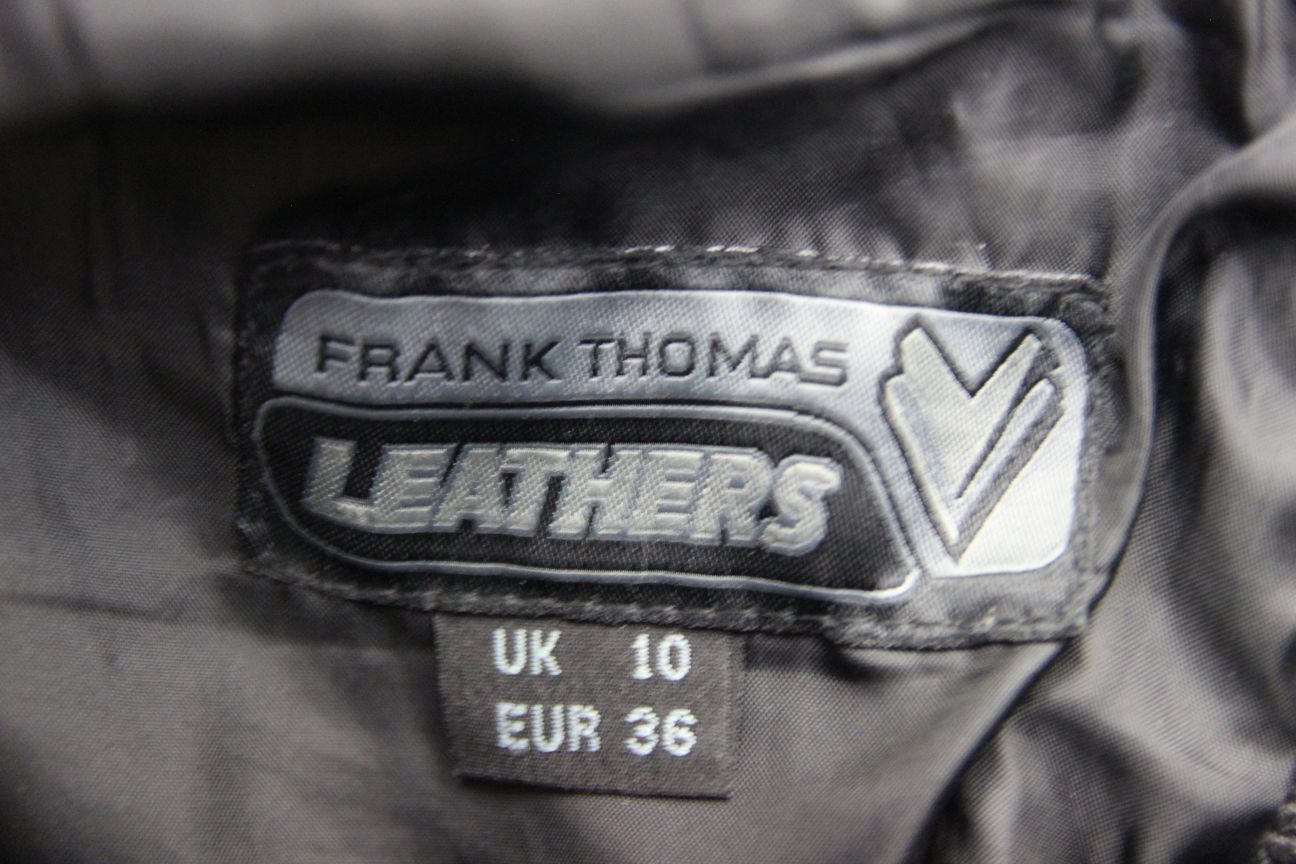 FRANK THOMAS
LEATHERS
UK 10
EUR 36